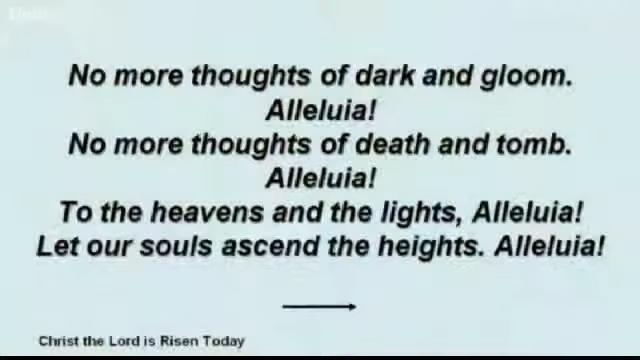 No more thoughts of dark and gloom.
Alleluia!
No more thoughts of death and tomb.
Alleluia!
To the heavens and the lights, Alleluia!
Let our souls ascend the heights. Alleluia!
Christ the Lord is Risen Today